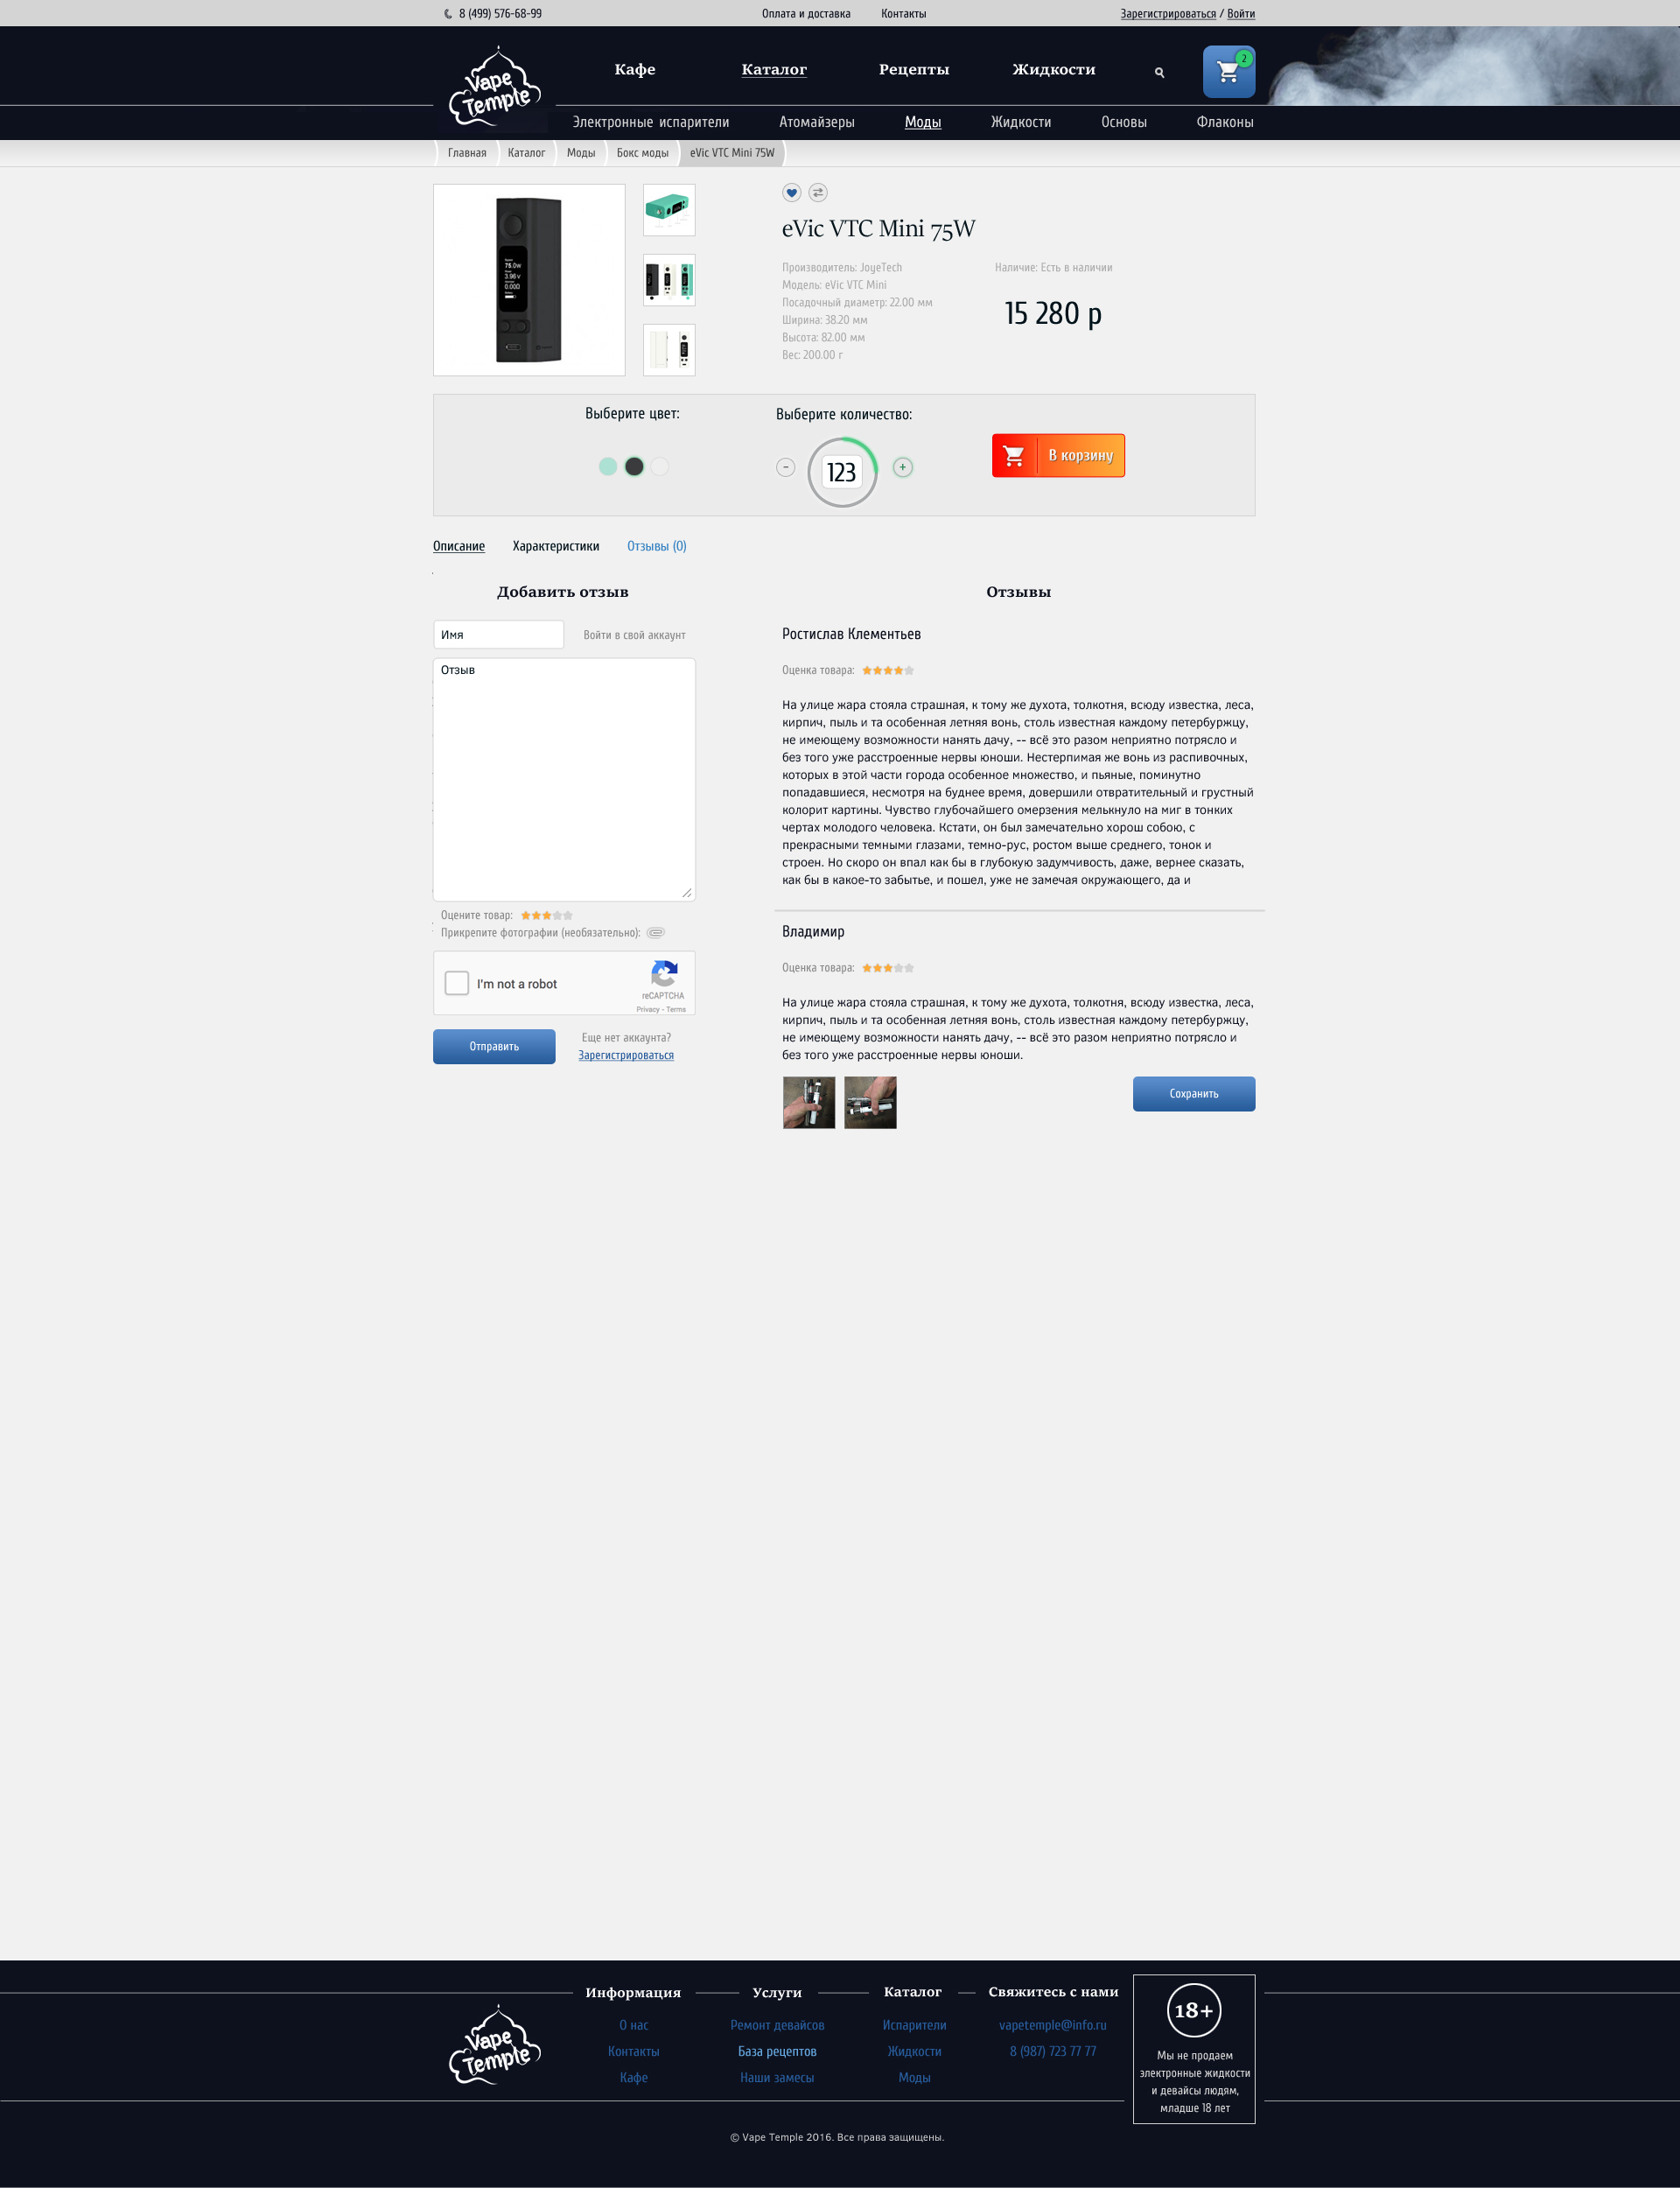 8 (499) 576-68-99
Оплата и доставка
Контакты
Зарегистрироваться / Войти
Vape
Temple
Кафе
Каталог
Рецепты
Жидкости
2
Электронные испарители
Атомайзеры
Моды
Жидкости
Основы
Флаконы
Главная
Каталог
Моды
Бокс моды
eVic VTC Mini 75W
75.0w
3.96 v
0.00Ω
eVic VTC Mini 75W
Производитель: JoyeTech
Модель: eVic VTC Mini
Посадочный диаметр: 22.00 мм
Ширина: 38.20 мм
Высота: 82.00 мм
Вес: 200.00 г
Наличие: Есть в наличии
15 280 р
Выберите цвет:
Выберите количество:
-
123
+
В корзину
Описание
Характеристики
Отзывы (0)
Добавить отзыв
Имя
Войти в свой аккаунт
Отзыв
Оцените товар:
Прикрепите фотографии (необязательно):
I'm not a robot
reCAPTCHA
Privacy - Terms
Отправить
Еще нет аккаунта?
Зарегистрироваться
Отзывы
Ростислав Клементьев
Оценка товара:
На улице жара стояла страшная, к тому же духота, толкотня, всюду известка, леса,
кирпич, пыль и та особенная летняя вонь, столь известная каждому петербуржцу,
не имеющему возможности нанять дачу, -- всё это разом неприятно потрясло и
без того уже расстроенные нервы юноши. Нестерпимая же вонь из распивочных,
которых в этой части города особенное множество, и пьяные, поминутно
попадавшиеся, несмотря на буднее время, довершили отвратительный и грустный
колорит картины. Чувство глубочайшего омерзения мелькнуло на миг в тонких
чертах молодого человека. Кстати, он был замечательно хорош собою, с
прекрасными темными глазами, темно-рус, ростом выше среднего, тонок и
строен. Но скоро он впал как бы в глубокую задумчивость, даже, вернее сказать,
как бы в какое-то забытье, и пошел, уже не замечая окружающего, да и
Владимир
Оценка товара:
На улице жара стояла страшная, к тому же духота, толкотня, всюду известка, леса,
кирпич, пыль и та особенная летняя вонь, столь известная каждому петербуржцу,
не имеющему возможности нанять дачу, -- всё это разом неприятно потрясло и
без того уже расстроенные нервы юноши.
Сохранить
Vape
Temple
Информация
О нас
Контакты
Кафе
Услуги
Ремонт девайсов
База рецептов
Наши замесы
Каталог
Испарители
Жидкости
Моды
Свяжитесь с нами
vapetemple@info.ru
8 (987) 723 77 77
18+
Мы не продаем
электронные жидкости
и девайсы людям,
младше 18 лет
© Vape Temple 2016. Все права защищены.